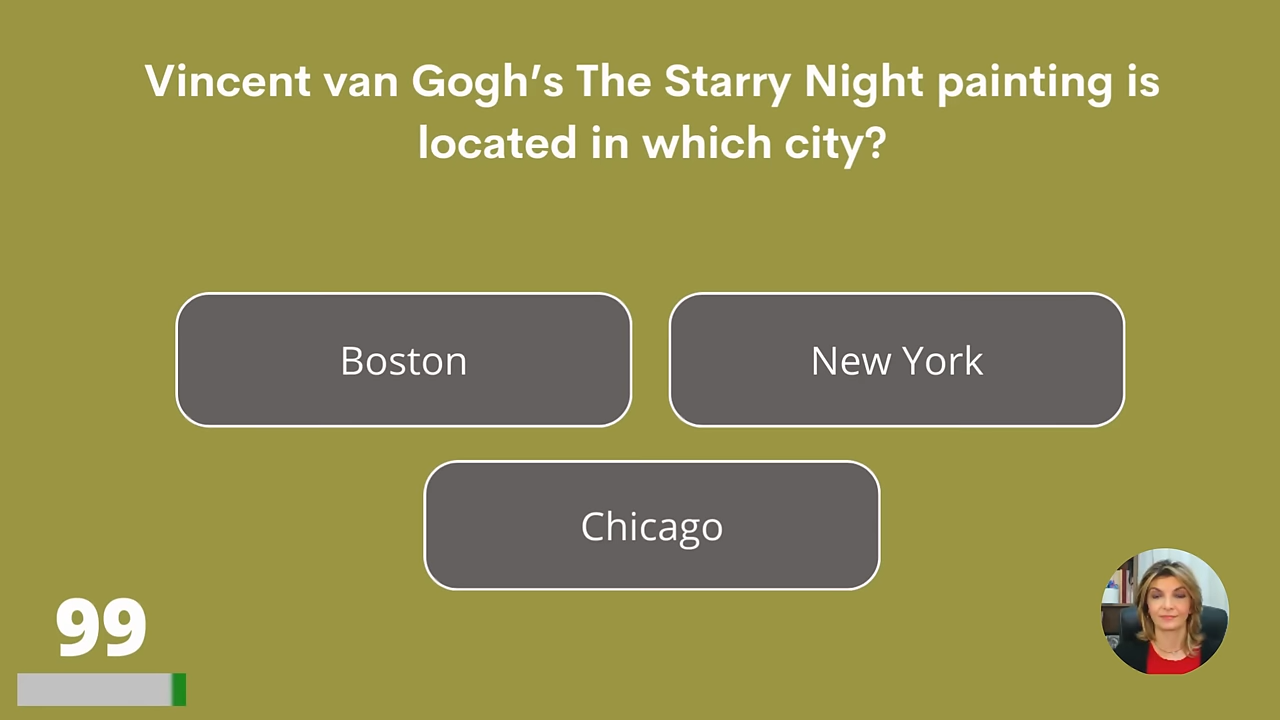 Vincent van Gogh’s The Starry Night painting is
located in which city?
Boston
New York
Chicago
99